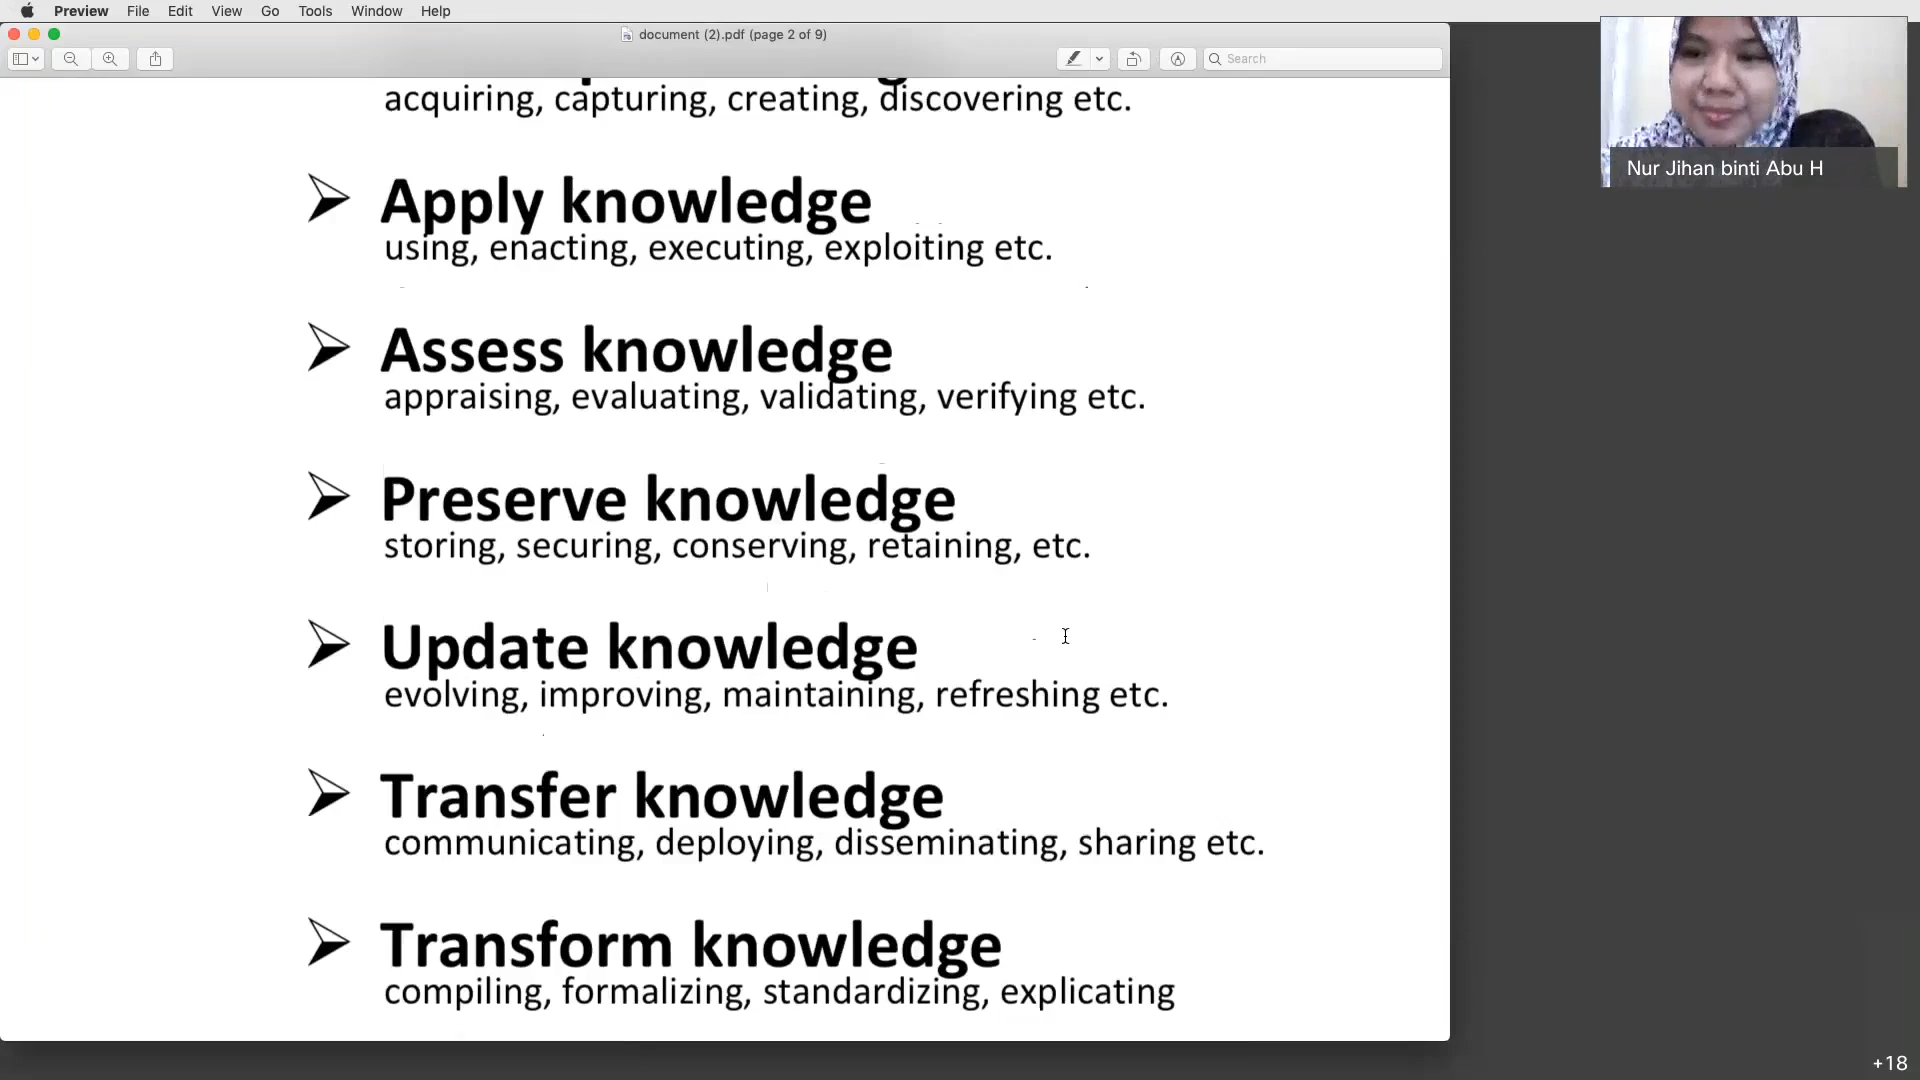 Preview File Edit View Go Tools Window Help
document (2).pdf (page 2 of 9)
Search
acquiring, capturing, creating, discovering etc.
Apply knowledge
using, enacting, executing, exploiting etc.
Assess knowledge
appraising, evaluating, validating, verifying etc.
Preserve knowledge
storing, securing, conserving, retaining, etc.
Update knowledge
evolving, improving, maintaining, refreshing etc.
Transfer knowledge
communicating, deploying, disseminating, sharing etc.
Transform knowledge
compiling, formalizing, standardizing, explicating
Nur Jihan binti Abu H
+18